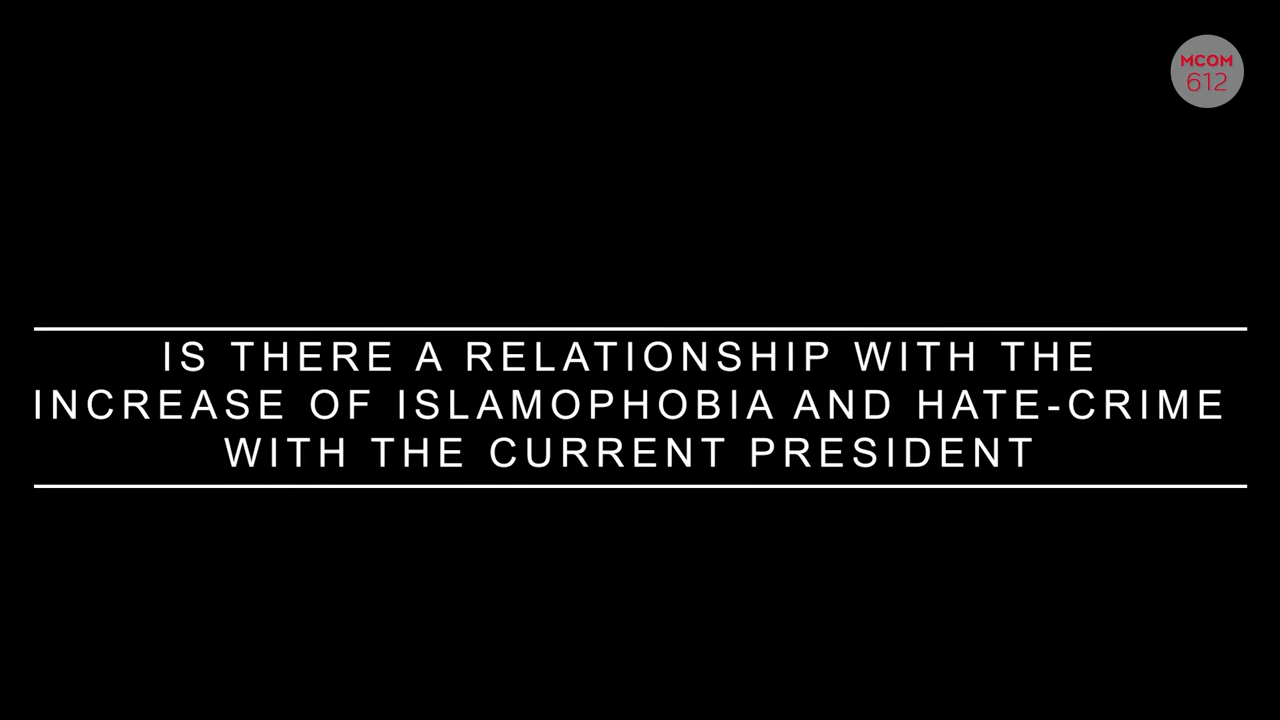 MCOM
612
IS THERE A RELATIONSHIP WITH THE
INCREASE OF ISLAMOPHOBIA AND HATE-CRIME
WITH THE CURRENT PRESIDENT